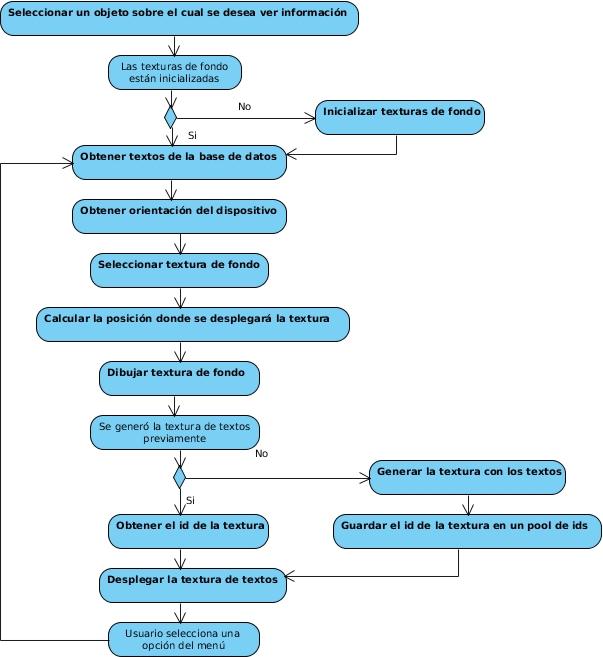 Seleccionar un objeto sobre el cual se desea ver información
Las texturas de fondo
están inicializadas
No
Inicializar texturas de fondo
Si
Obtener textos de la base de datos
Obtener orientación del dispositivo
Seleccionar textura de fondo
Calcular la posición donde se desplegará la textura
Dibujar textura de fondo
Se generó la textura de textos
previamente
No
Generar la textura con los textos
Si
Obtener el id de la textura
Guardar el id de la textura en un pool de ids
Desplegar la textura de textos
Usuario selecciona una
opción del menú